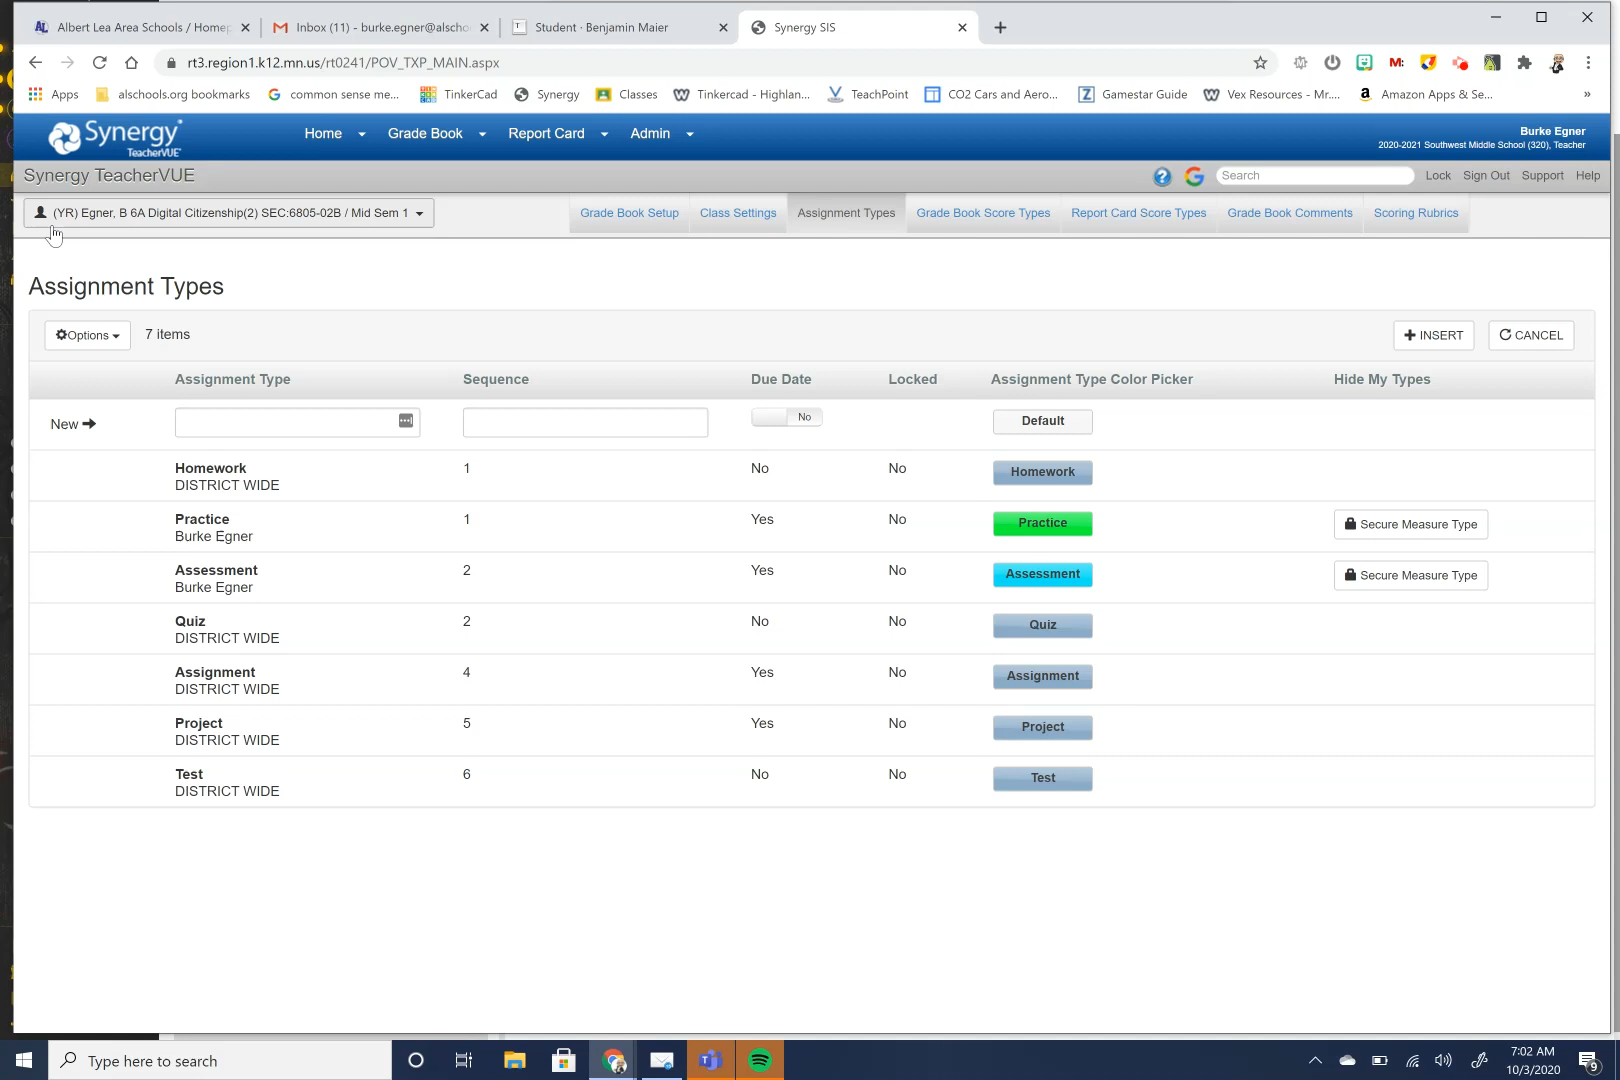 Albert Lea Area Schools / Homep
Inbox (11) - burke.egner@alscho
Student · Benjamin Maier
Synergy SIS
rt3.region1.k12.mn.us/rt0241/POV_TXP_MAIN.aspx
Apps
alschools.org bookmarks
common sense me...
TinkerCad
Synergy
Classes
Tinkercad - Highlan...
TeachPoint
CO2 Cars and Aero...
Gamestar Guide
Vex Resources - Mr....
Amazon Apps & Se...
»
Synergy
TeacherVUE
Home
Grade Book
Report Card
Admin
Burke Egner
2020-2021 Southwest Middle School (320), Teacher
Synergy TeacherVUE
Search
Lock
Sign Out
Support
Help
(YR) Egner, B 6A Digital Citizenship(2) SEC:6805-02B / Mid Sem 1
Grade Book Setup
Class Settings
Assignment Types
Grade Book Score Types
Report Card Score Types
Grade Book Comments
Scoring Rubrics
Assignment Types
Options
7 items
INSERT
CANCEL
Assignment Type Sequence Due Date Locked Assignment Type Color Picker Hide My Types
New No Default
Homework 1 No No Homework
DISTRICT WIDE
Practice 1 Yes No Practice Secure Measure Type
Burke Egner
Assessment 2 Yes No Assessment Secure Measure Type
Burke Egner
Quiz 2 No No Quiz
DISTRICT WIDE
Assignment 4 Yes No Assignment
DISTRICT WIDE
Project 5 Yes No Project
DISTRICT WIDE
Test 6 No No Test
DISTRICT WIDE
Type here to search
7:02 AM
10/3/2020
9